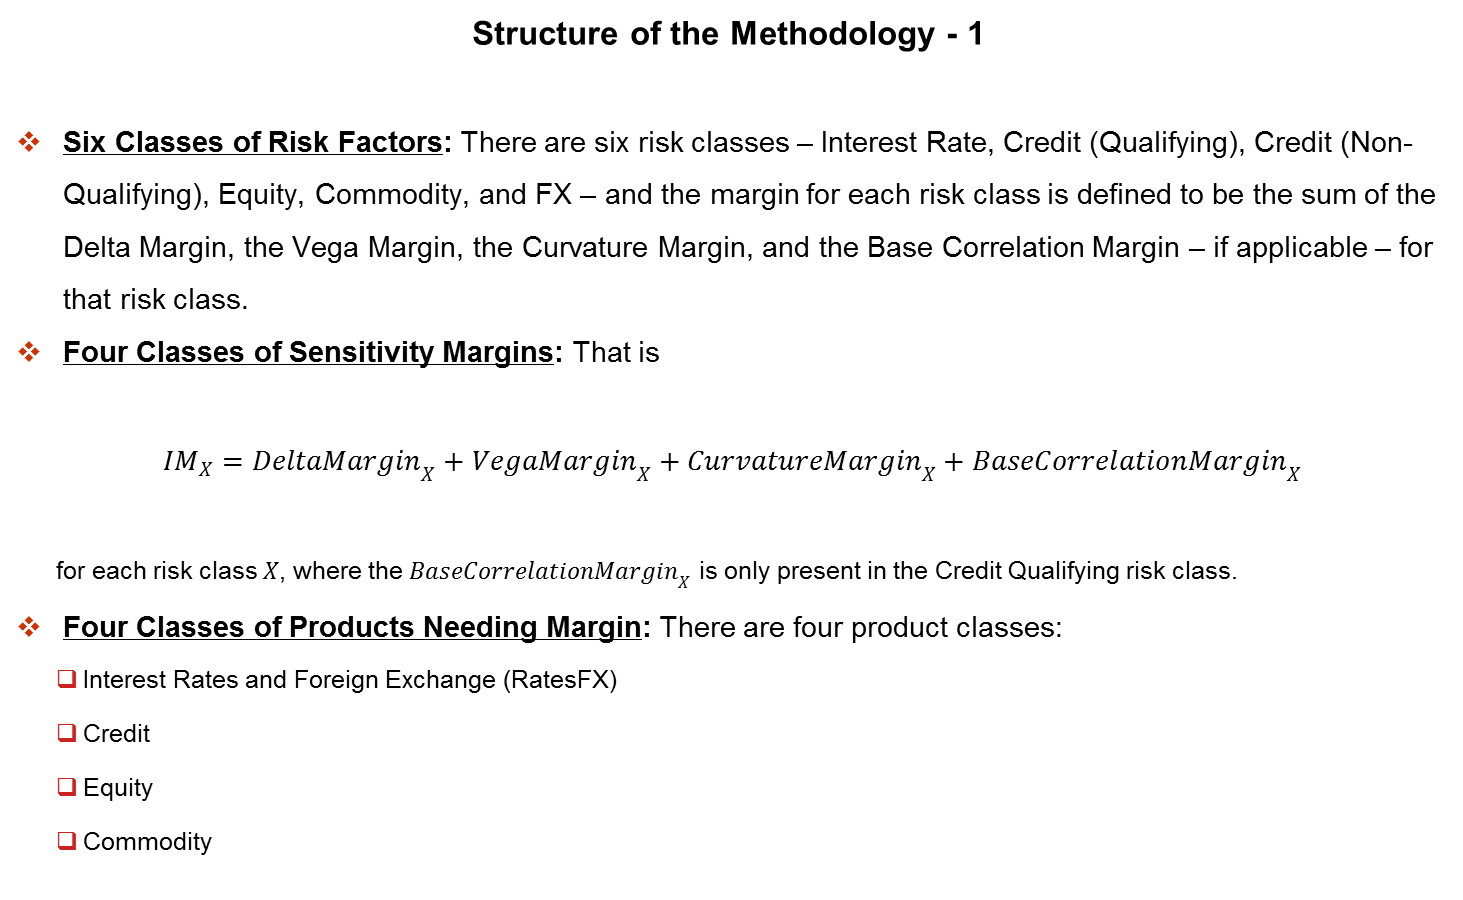 Structure of the Methodology - 1
❖ Six Classes of Risk Factors: There are six risk classes – Interest Rate, Credit (Qualifying), Credit (Non-
Qualifying), Equity, Commodity, and FX – and the margin for each risk class is defined to be the sum of the
Delta Margin, the Vega Margin, the Curvature Margin, and the Base Correlation Margin – if applicable – for
that risk class.
❖ Four Classes of Sensitivity Margins: That is
IM_X = DeltaMargin_X + VegaMargin_X + CurvatureMargin_X + BaseCorrelationMargin_X
for each risk class X, where the BaseCorrelationMargin_X is only present in the Credit Qualifying risk class.
❖ Four Classes of Products Needing Margin: There are four product classes:
❑ Interest Rates and Foreign Exchange (RatesFX)
❑ Credit
❑ Equity
❑ Commodity